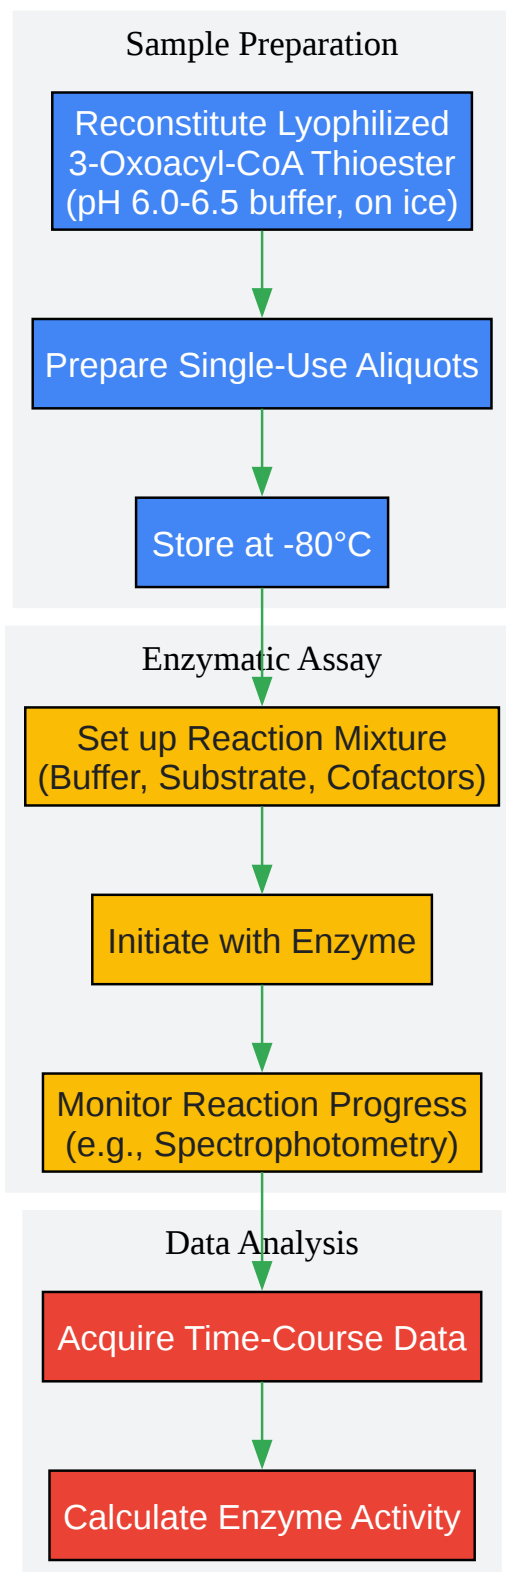 Sample Preparation
Reconstitute Lyophilized
3-Oxoacyl-CoA Thioester
(pH 6.0-6.5 buffer, on ice)
Prepare Single-Use Aliquots
Store at -80°C
Enzymatic Assay
Set up Reaction Mixture
(Buffer, Substrate, Cofactors)
Initiate with Enzyme
Monitor Reaction Progress
(e.g., Spectrophotometry)
Data Analysis
Acquire Time-Course Data
Calculate Enzyme Activity